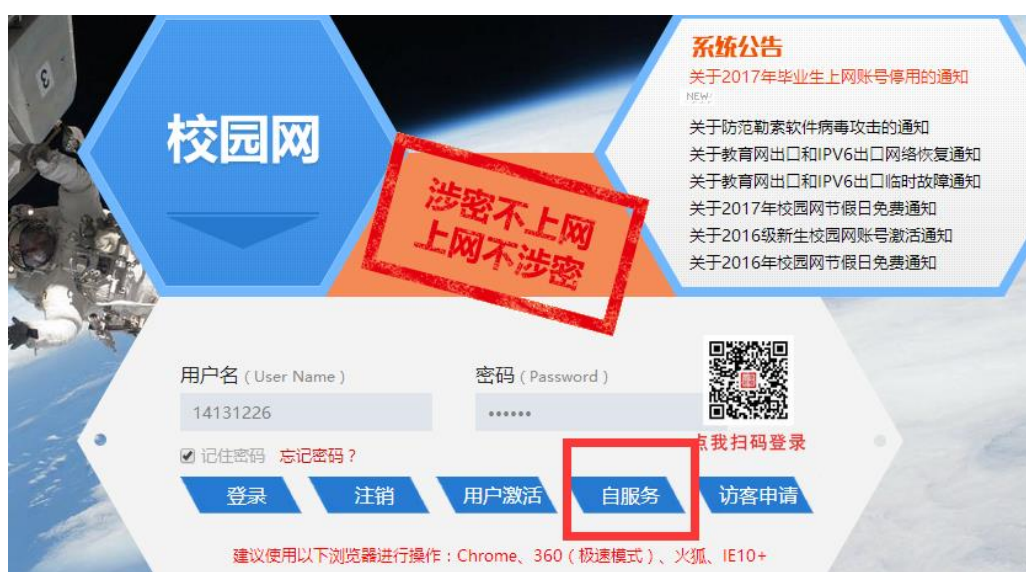 校园网
系统公告
关于2017年毕业生上网账号停用的通知
NEW!
关于防范勒索软件病毒攻击的通知
关于教育网出口和IPV6出口网络恢复通知
关于教育网出口和IPV6出口临时故障通知
关于2017年校园网节假日免费通知
关于2016级新生校园网账号激活通知
关于2016年校园网节假日免费通知
涉密不上网
上网不涉密
用户名 ( User Name )
密码 ( Password )
14131226
••••••
点我扫码登录
记住密码 忘记密码？
登录 注销 用户激活 自服务 访客申请
建议使用以下浏览器进行操作：Chrome、360（极速模式）、火狐、IE10+